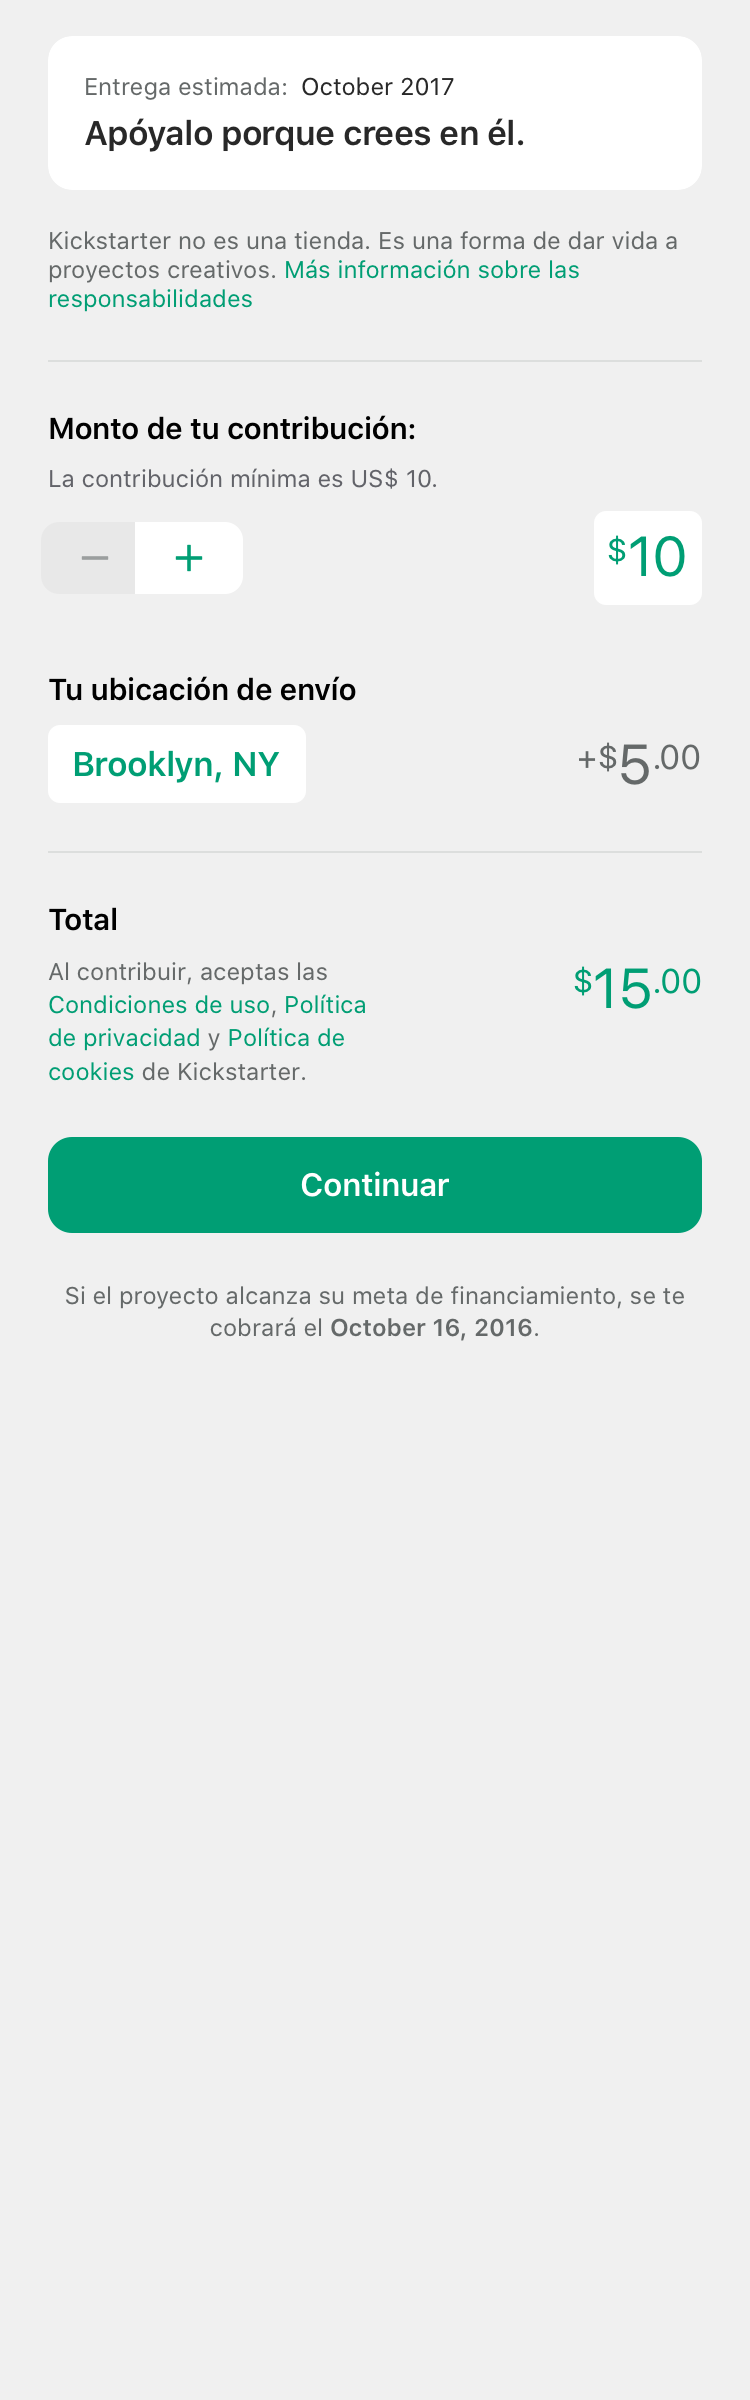 Entrega estimada: October 2017
Apóyalo porque crees en él.
Kickstarter no es una tienda. Es una forma de dar vida a
proyectos creativos. Más información sobre las
responsabilidades
Monto de tu contribución:
La contribución mínima es US$ 10.
− +
$10
Tu ubicación de envío
Brooklyn, NY
+$5.00
Total
Al contribuir, aceptas las
Condiciones de uso, Política
de privacidad y Política de
cookies de Kickstarter.
$15.00
Continuar
Si el proyecto alcanza su meta de financiamiento, se te
cobrará el October 16, 2016.